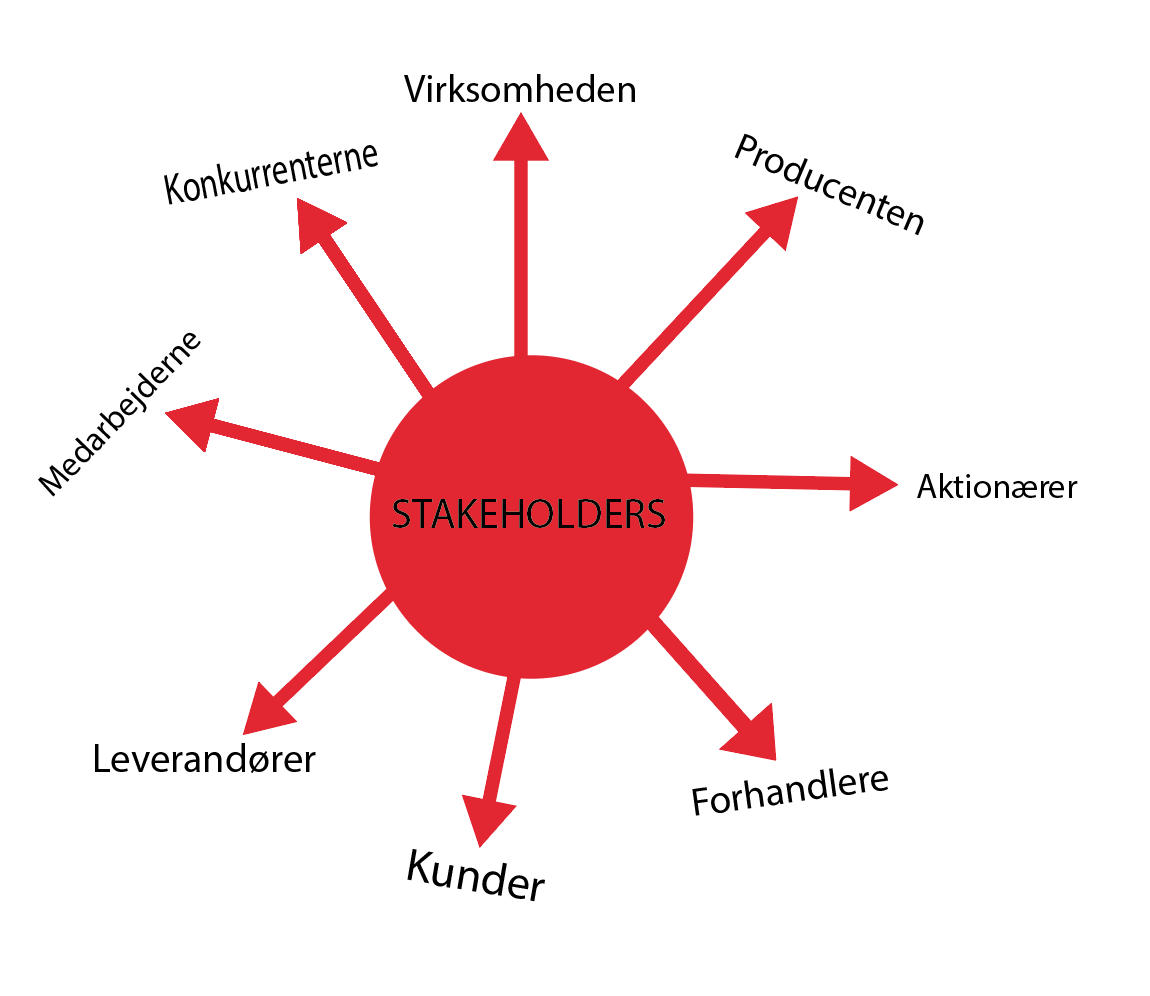 Virksomheden
Konkurrenterne
Producenten
Medarbejderne
STAKEHOLDERS
Aktionærer
Leverandører
Forhandlere
Kunder